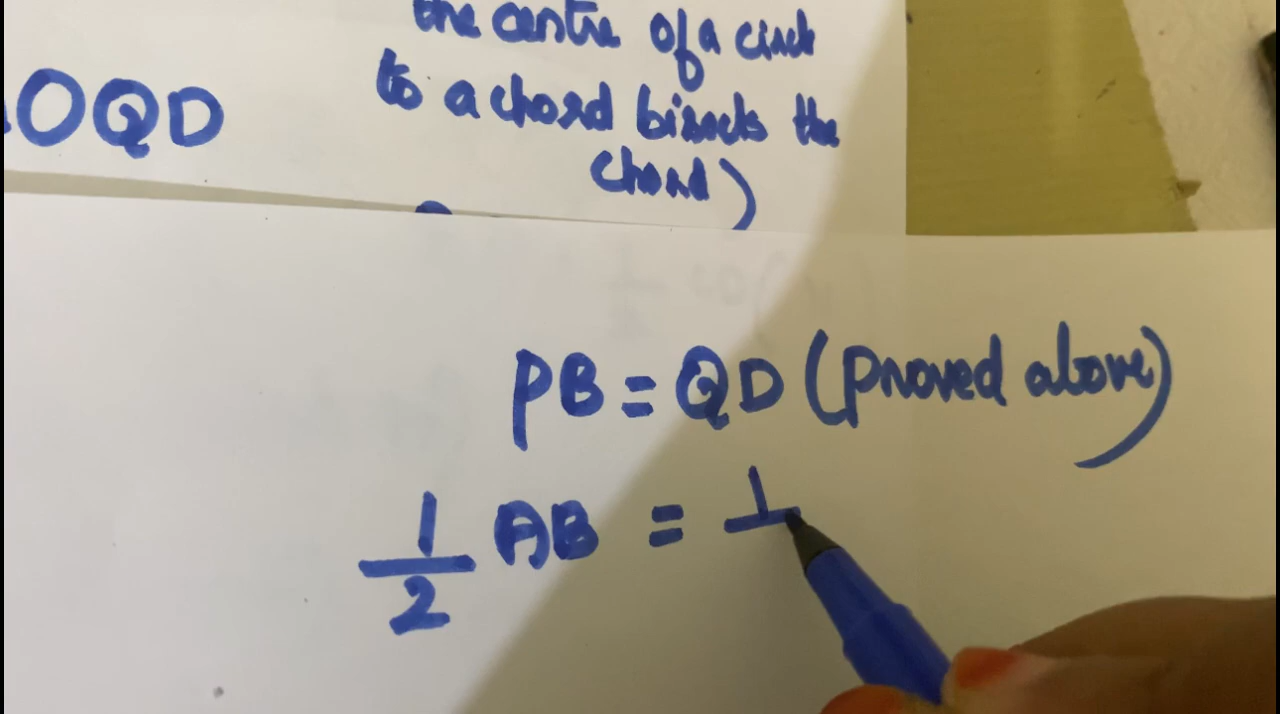 the centre of a circle
OQD
to a chord bisects the
chord)
PB = QD (proved above)
1/2 AB = 1